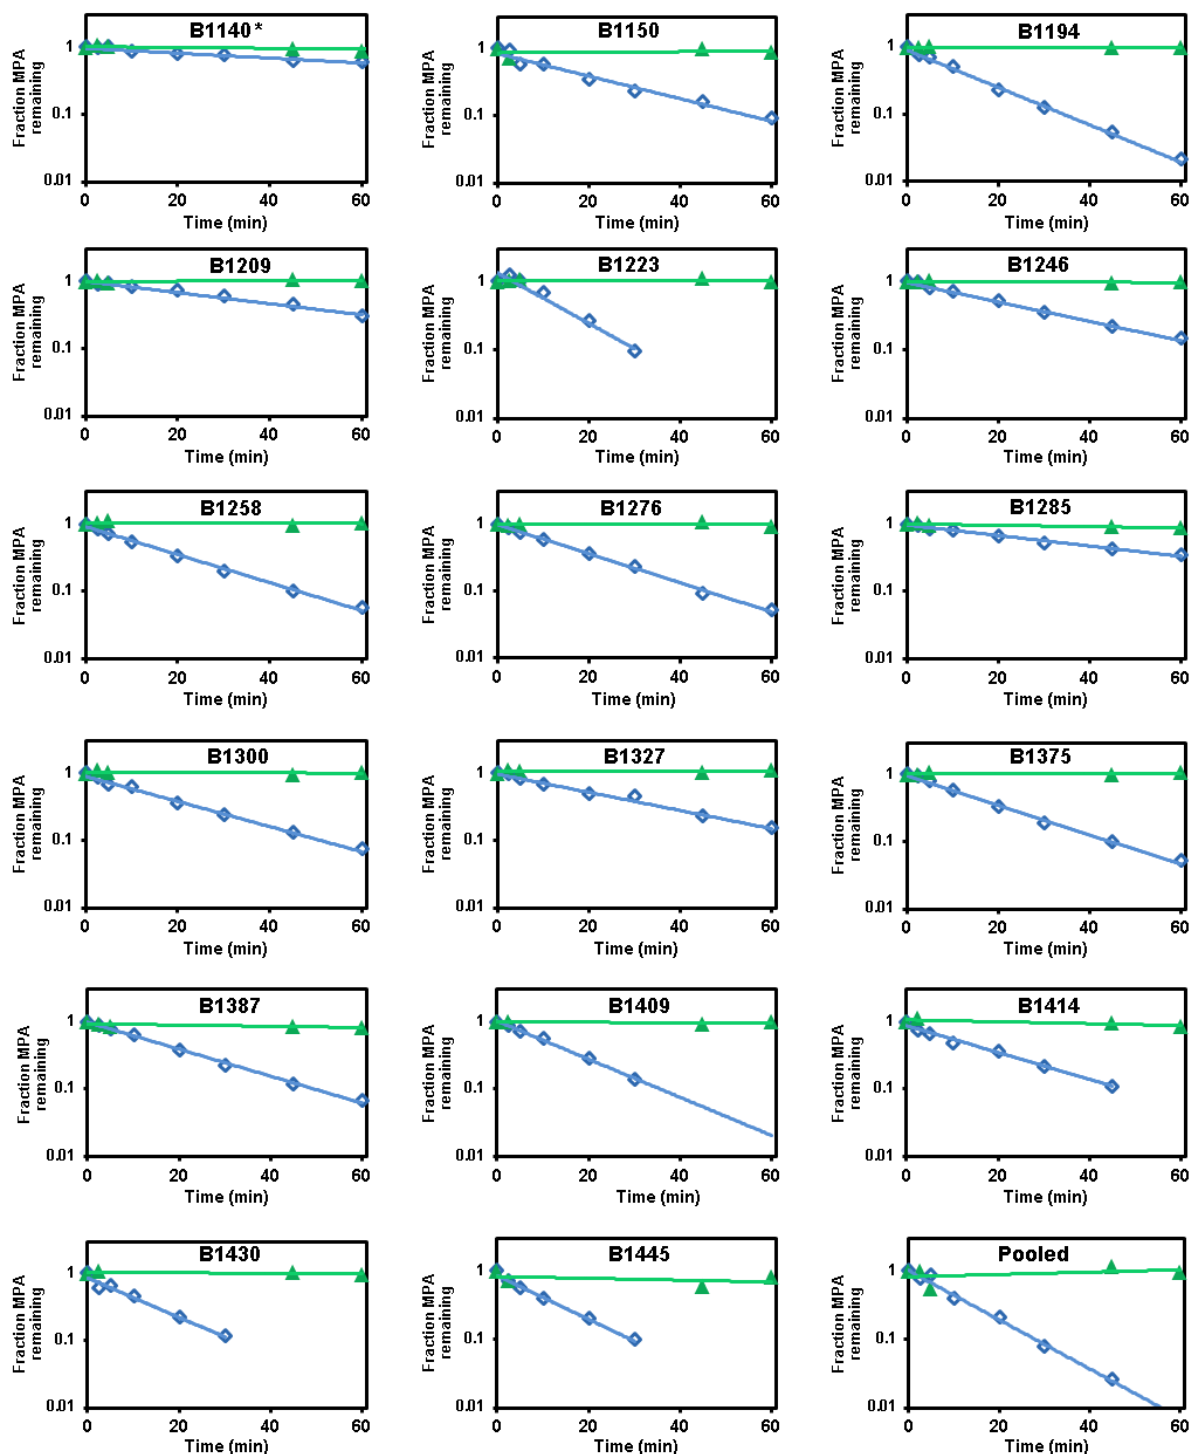 B1140*
Fraction MPA
remaining
1
0.1
0.01
0 20 40 60
Time (min)
B1150
Fraction MPA
remaining
1
0.1
0.01
0 20 40 60
Time (min)
B1194
Fraction MPA
remaining
1
0.1
0.01
0 20 40 60
Time (min)
B1209
Fraction MPA
remaining
1
0.1
0.01
0 20 40 60
Time (min)
B1223
Fraction MPA
remaining
1
0.1
0.01
0 20 40 60
Time (min)
B1246
Fraction MPA
remaining
1
0.1
0.01
0 20 40 60
Time (min)
B1258
Fraction MPA
remaining
1
0.1
0.01
0 20 40 60
Time (min)
B1276
Fraction MPA
remaining
1
0.1
0.01
0 20 40 60
Time (min)
B1285
Fraction MPA
remaining
1
0.1
0.01
0 20 40 60
Time (min)
B1300
Fraction MPA
remaining
1
0.1
0.01
0 20 40 60
Time (min)
B1327
Fraction MPA
remaining
1
0.1
0.01
0 20 40 60
Time (min)
B1375
Fraction MPA
remaining
1
0.1
0.01
0 20 40 60
Time (min)
B1387
Fraction MPA
remaining
1
0.1
0.01
0 20 40 60
Time (min)
B1409
Fraction MPA
remaining
1
0.1
0.01
0 20 40 60
Time (min)
B1414
Fraction MPA
remaining
1
0.1
0.01
0 20 40 60
Time (min)
B1430
Fraction MPA
remaining
1
0.1
0.01
0 20 40 60
Time (min)
B1445
Fraction MPA
remaining
1
0.1
0.01
0 20 40 60
Time (min)
Pooled
Fraction MPA
remaining
1
0.1
0.01
0 20 40 60
Time (min)